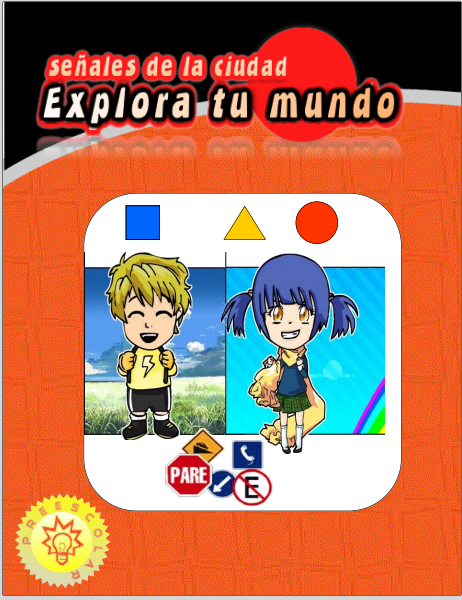 señales de la ciudad
Explora tu mundo
PARE
E
PREESCOLAR